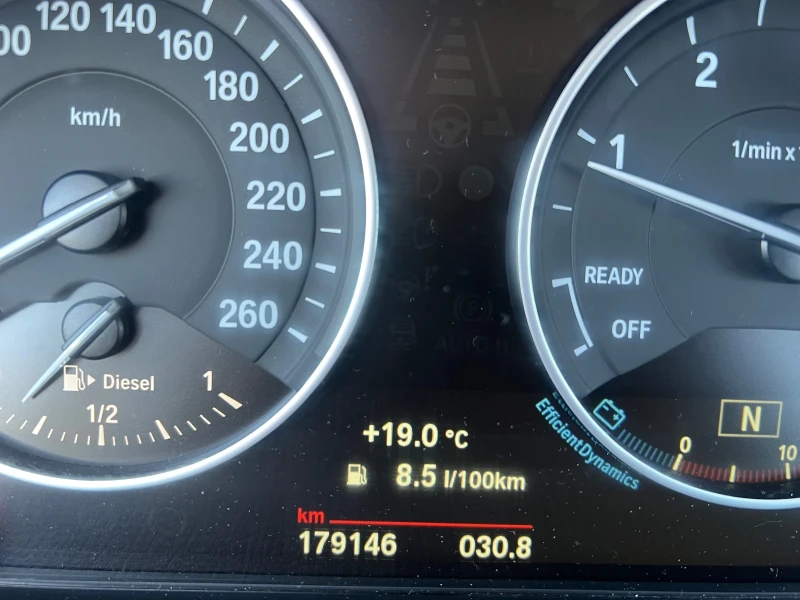 00 120 140 160 180 200 220 240 260
km/h
Diesel
1/2 1
+19.0 °C
8.5 l/100km
km
179146 030.8
2
1
1/min x
READY
OFF
N
EfficientDynamics
0 10